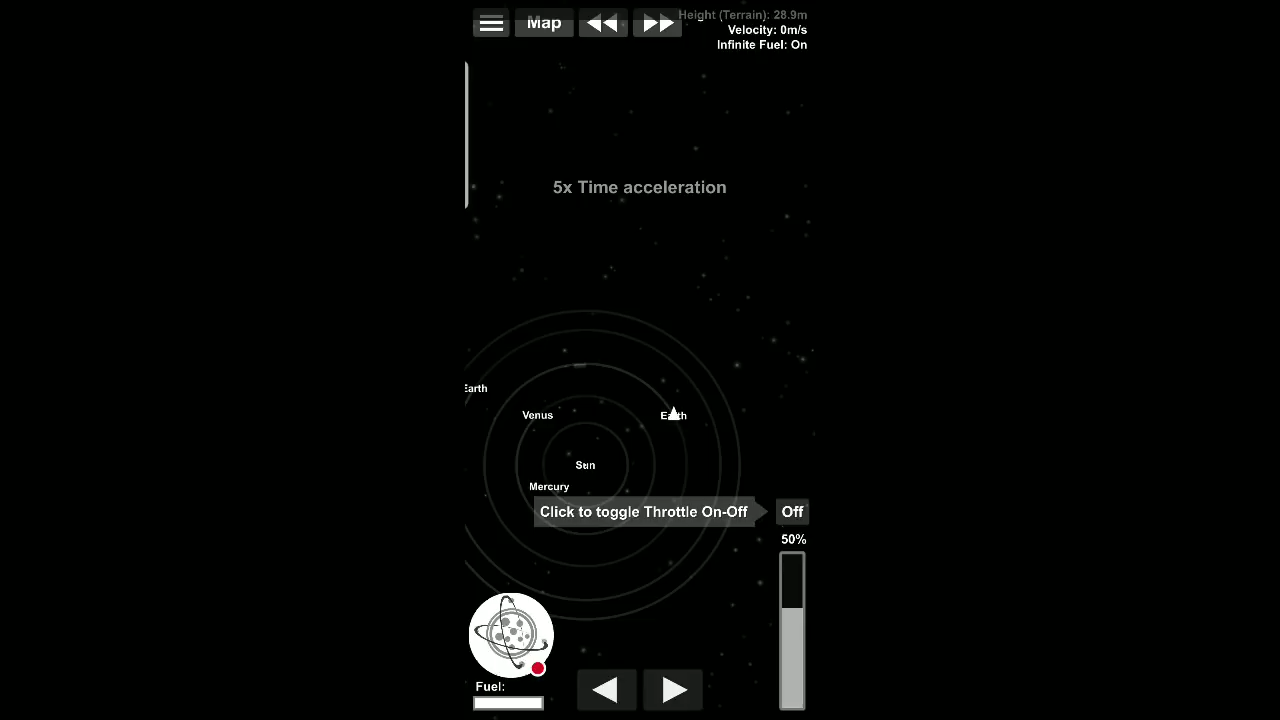 Map
Height (Terrain): 28.9m
Velocity: 0m/s
Infinite Fuel: On
5x Time acceleration
Earth
Venus
Earth
Sun
Mercury
Click to toggle Throttle On-Off
Off
50%
Fuel: